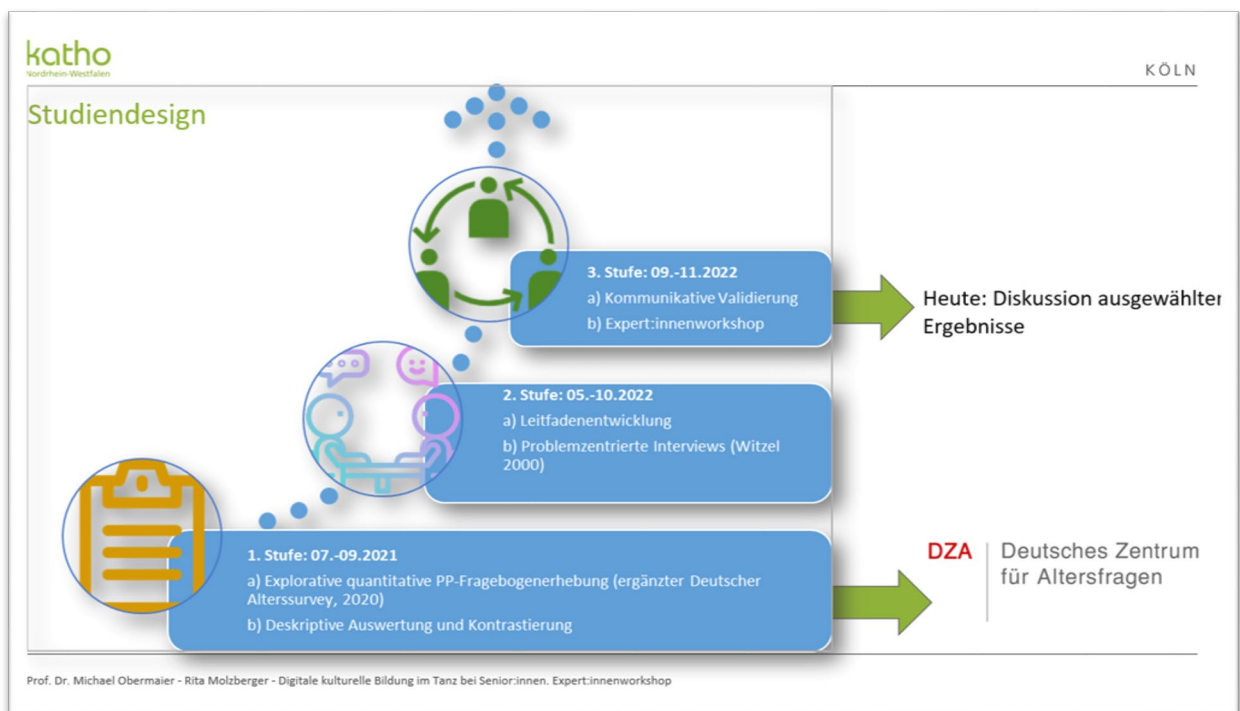 katho
Nordrhein-Westfalen
KÖLN
Studiendesign
3. Stufe: 09.-11.2022
a) Kommunikative Validierung
b) Expert:innenworkshop
Heute: Diskussion ausgewählter
Ergebnisse
2. Stufe: 05.-10.2022
a) Leitfadenentwicklung
b) Problemzentrierte Interviews (Witzel
2000)
1. Stufe: 07.-09.2021
a) Explorative quantitative PP-Fragebogenerhebung (ergänzter Deutscher
Alterssurvey, 2020)
b) Deskriptive Auswertung und Kontrastierung
DZA Deutsches Zentrum
für Altersfragen
Prof. Dr. Michael Obermaier - Rita Molzberger - Digitale kulturelle Bildung im Tanz bei Senior:innen. Expert:innenworkshop